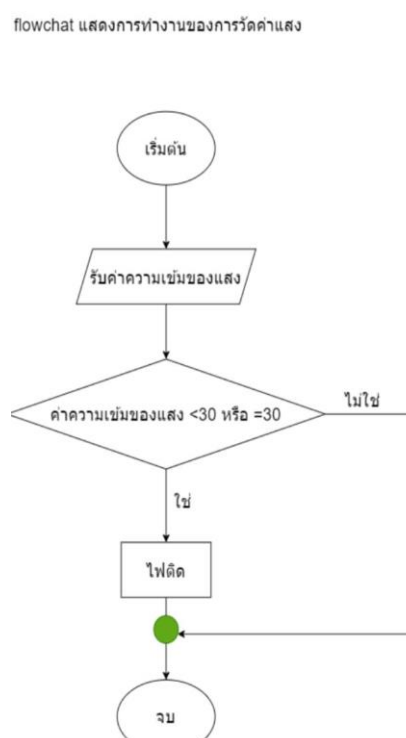 flowchat แสดงการทำงานของการวัดค่าแสง
เริ่มต้น
รับค่าความเข้มของแสง
ค่าความเข้มของแสง <30 หรือ =30
ไม่ใช่
ใช่
ไฟติด
จบ